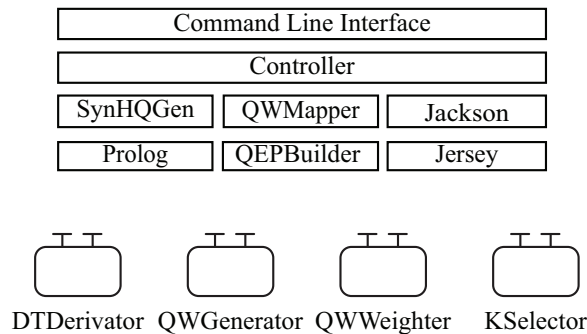 Command Line Interface
Controller
SynHQGen QWMapper Jackson
Prolog QEPBuilder Jersey
DTDerivator QWGenerator QWWeighter KSelector